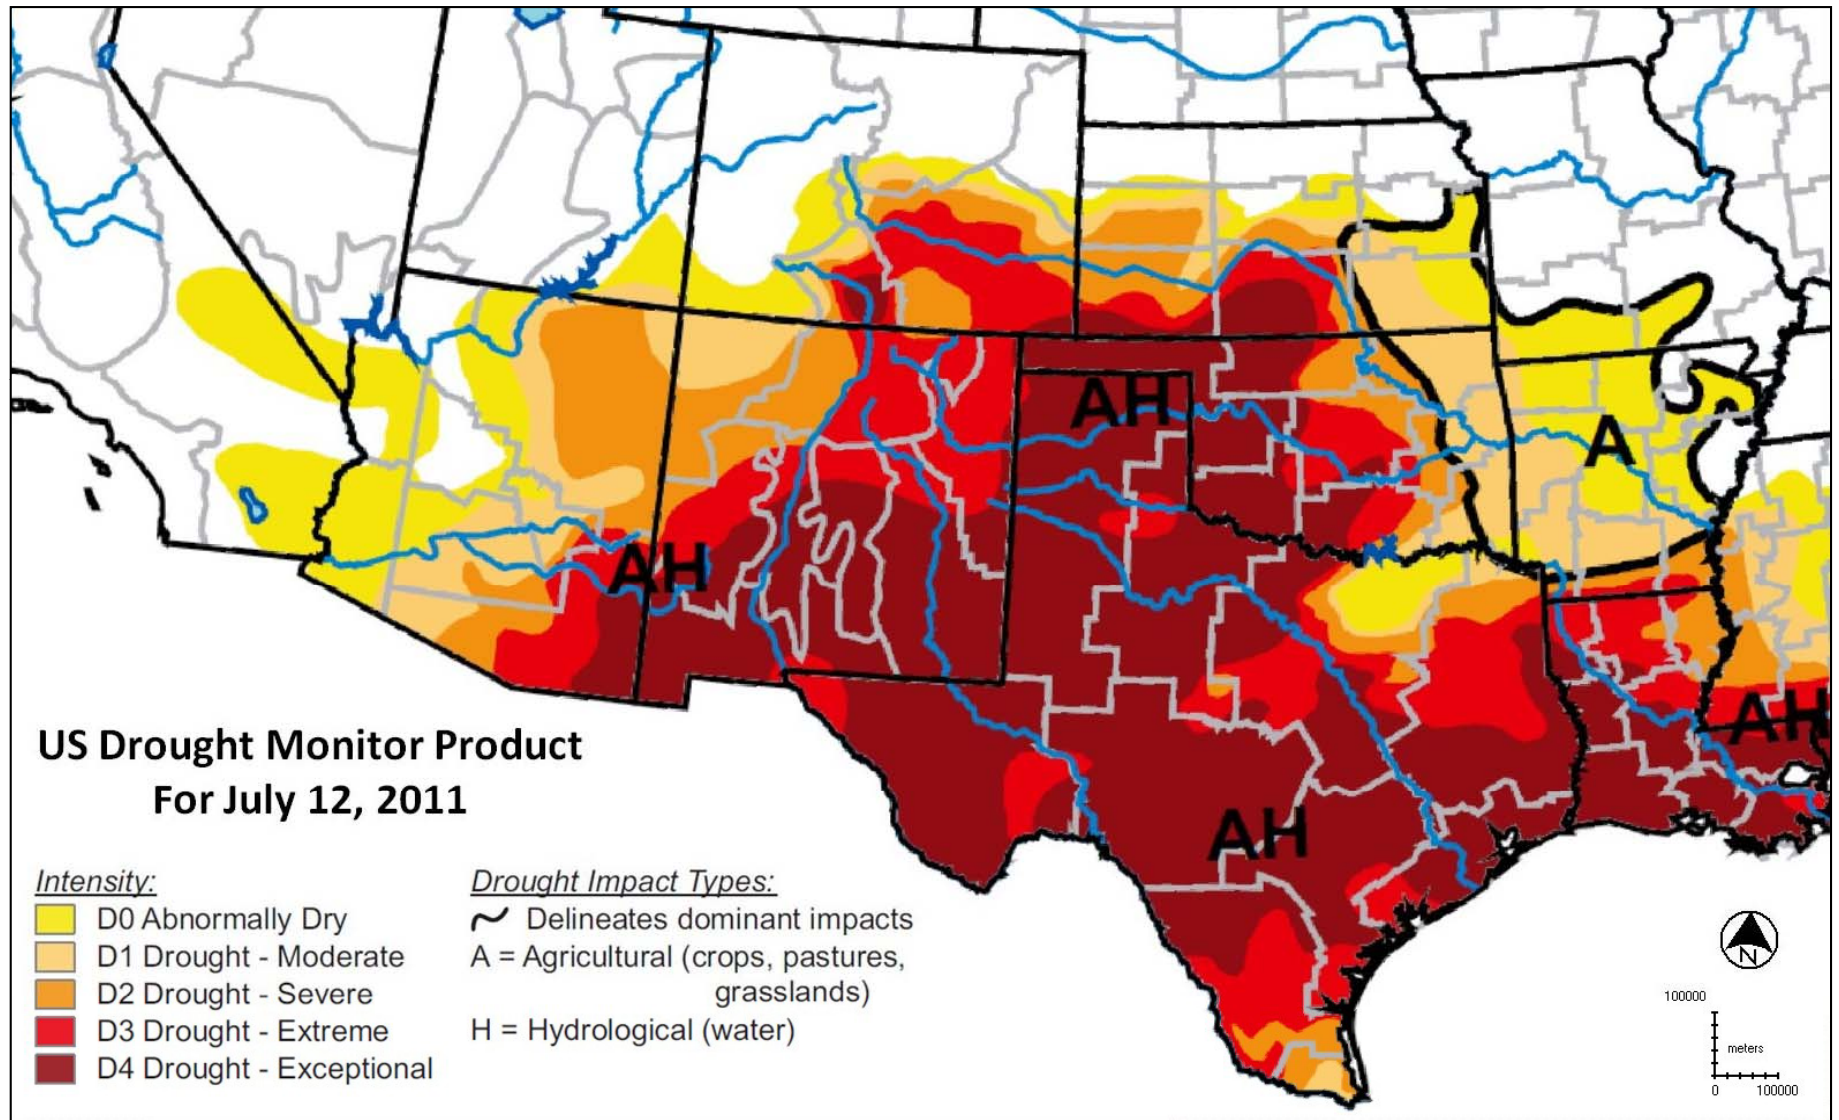 AH
A
AH
AH
US Drought Monitor Product
For July 12, 2011
AH
Intensity:
D0 Abnormally Dry
D1 Drought - Moderate
D2 Drought - Severe
D3 Drought - Extreme
D4 Drought - Exceptional
Drought Impact Types:
Delineates dominant impacts
A = Agricultural (crops, pastures,
grasslands)
H = Hydrological (water)
N
100000
meters
0 100000